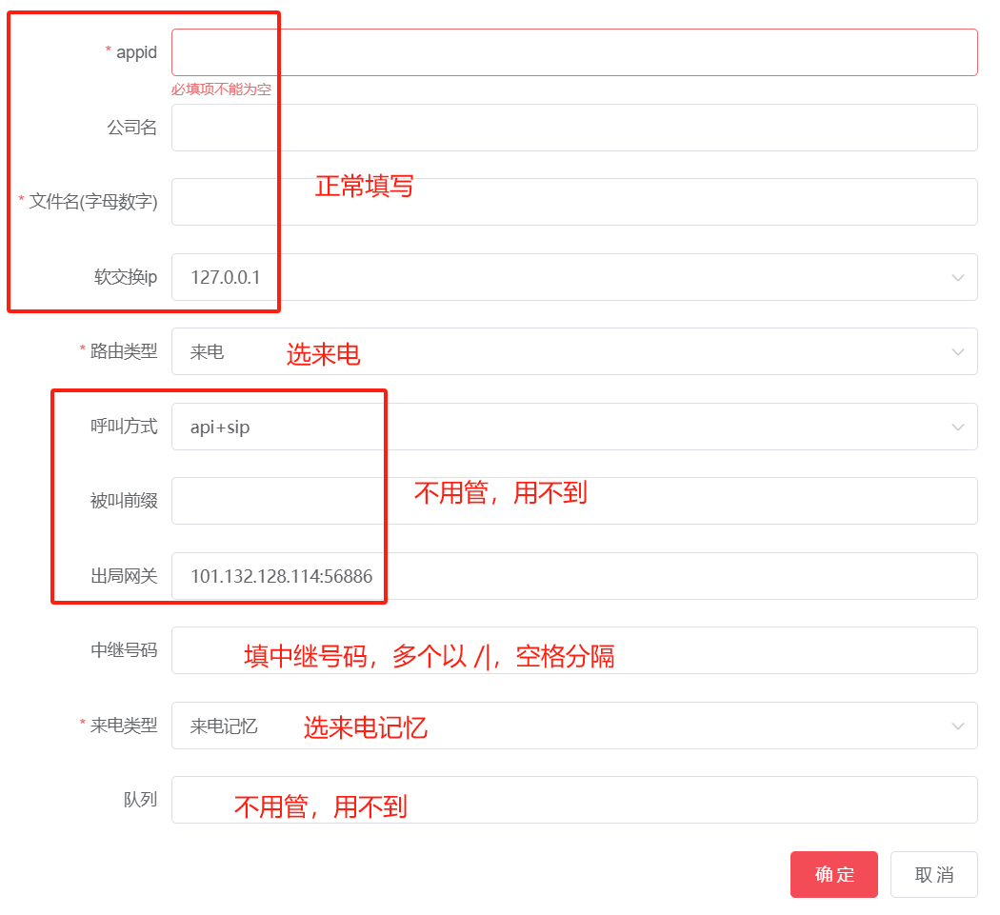 * appid
必填项不能为空
公司名
正常填写
* 文件名(字母数字)
软交换ip 127.0.0.1
* 路由类型 来电 选来电
呼叫方式 api+sip
被叫前缀 不用管，用不到
出局网关 101.132.128.114:56886
中继号码 填中继号码，多个以 /|，空格分隔
* 来电类型 来电记忆 选来电记忆
队列 不用管，用不到
确定 取消